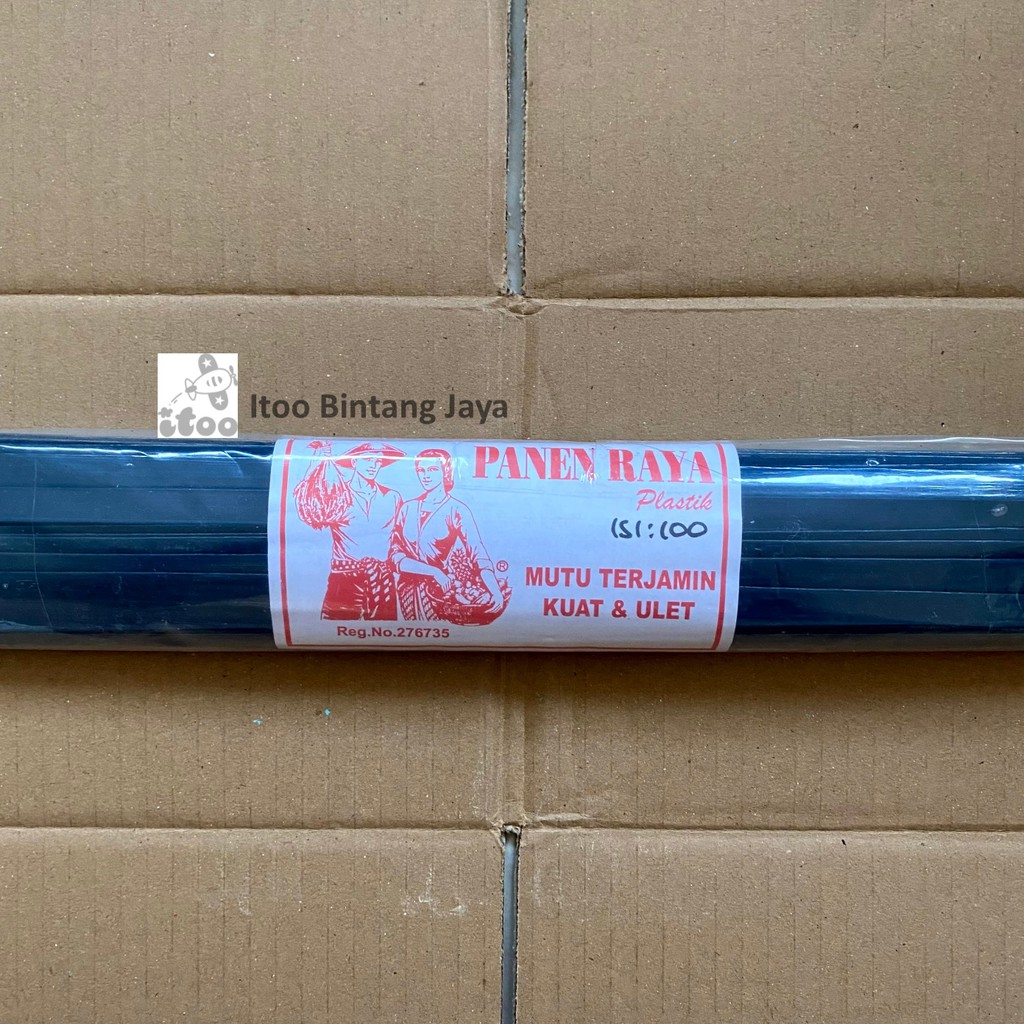 itoo
Itoo Bintang Jaya
PANEN RAYA
Plastik
ISI:100
MUTU TERJAMIN
KUAT & ULET
®
Reg.No.276735